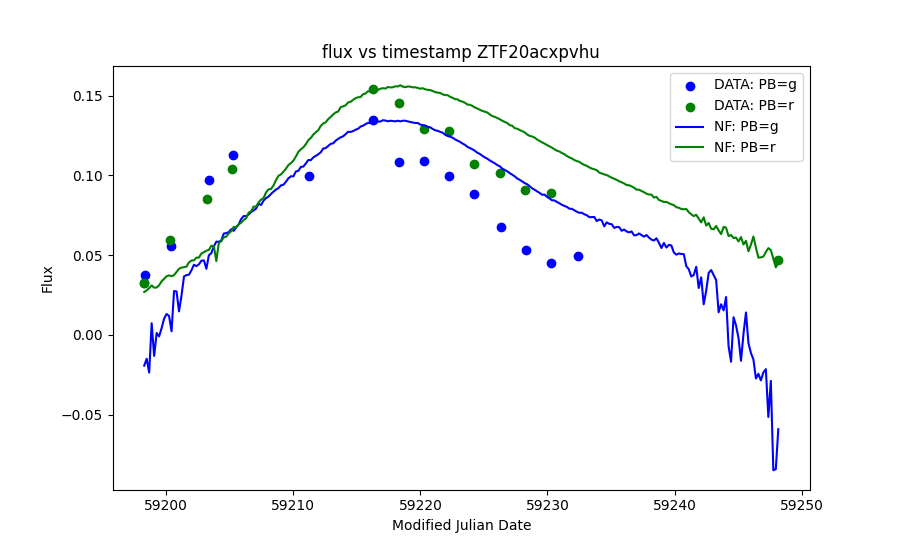 flux vs timestamp ZTF20acxpvhu
DATA: PB=g
DATA: PB=r
NF: PB=g
NF: PB=r
0.15
0.10
0.05
0.00
−0.05
Flux
59200
59210
59220
59230
59240
59250
Modified Julian Date